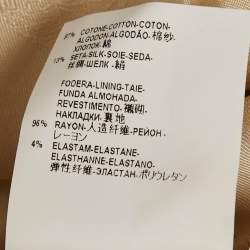 87% COTONE-COTTON-COTON-
ALGODON-ALGODÃO-棉纱-
ХЛОПОК-綿
13% SETA-SILK-SOIE-SEDA-
丝绸-ШЕЛК-絹
FODERA-LINING-TAIE-
FUNDA ALMOHADA-
REVESTIMENTO-襯砌-
НАКЛЕДИТКИ-裏地
96% RAYON-人造纤维-РЕЙОН-
レーヨン
4% ELASTAM-ELASTANE-
ELASTHANNE-ELASTANO-
弹性纤维-ЭЛАСТАН-ポリウレタン